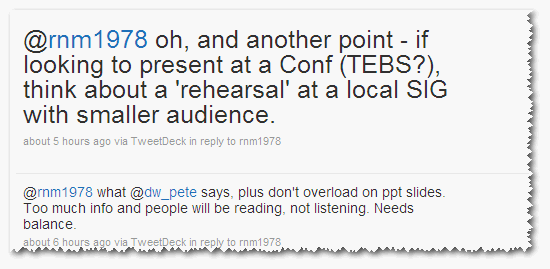 @rnm1978 oh, and another point - if
looking to present at a Conf (TEBS?),
think about a 'rehearsal' at a local SIG
with smaller audience.
about 5 hours ago via TweetDeck in reply to rnm1978
@rnm1978 what @dw_pete says, plus don't overload on ppt slides.
Too much info and people will be reading, not listening. Needs
balance.
about 6 hours ago via TweetDeck in reply to rnm1978